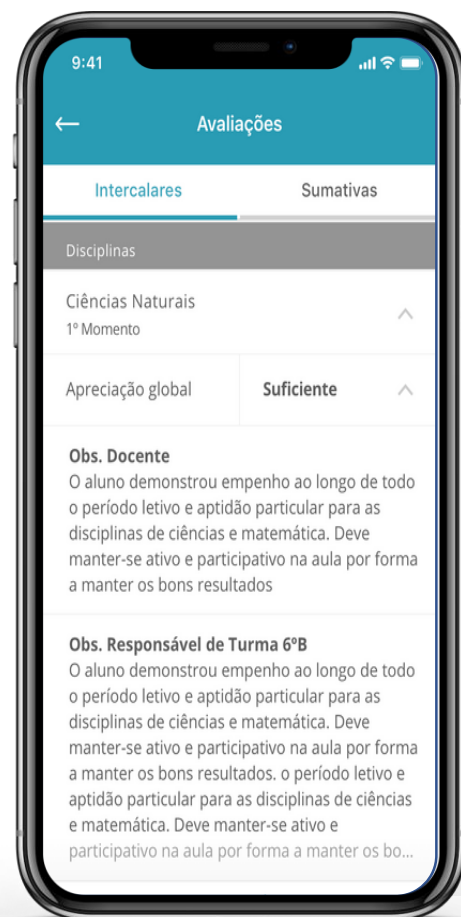 9:41
Avaliações
Intercalares Sumativas
Disciplinas
Ciências Naturais
1º Momento
Apreciação global Suficiente
Obs. Docente
O aluno demonstrou empenho ao longo de todo
o período letivo e aptidão particular para as
disciplinas de ciências e matemática. Deve
manter-se ativo e participativo na aula por forma
a manter os bons resultados
Obs. Responsável de Turma 6ºB
O aluno demonstrou empenho ao longo de todo
o período letivo e aptidão particular para as
disciplinas de ciências e matemática. Deve
manter-se ativo e participativo na aula por forma
a manter os bons resultados. o período letivo e
aptidão particular para as disciplinas de ciências
e matemática. Deve manter-se ativo e
participativo na aula por forma a manter os bo...